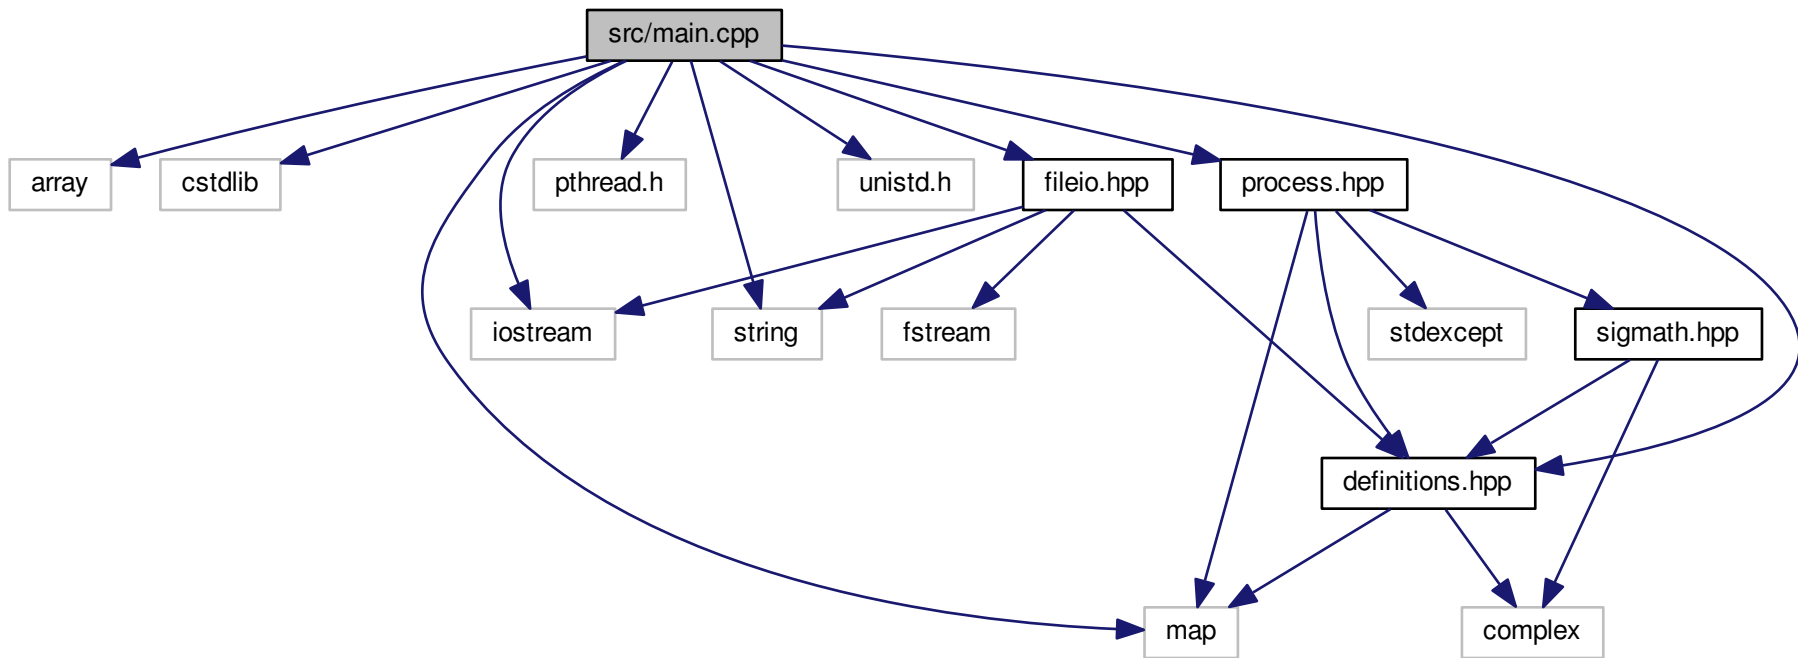 src/main.cpp
array
cstdlib
pthread.h
unistd.h
fileio.hpp
process.hpp
iostream
string
fstream
stdexcept
sigmath.hpp
definitions.hpp
map
complex